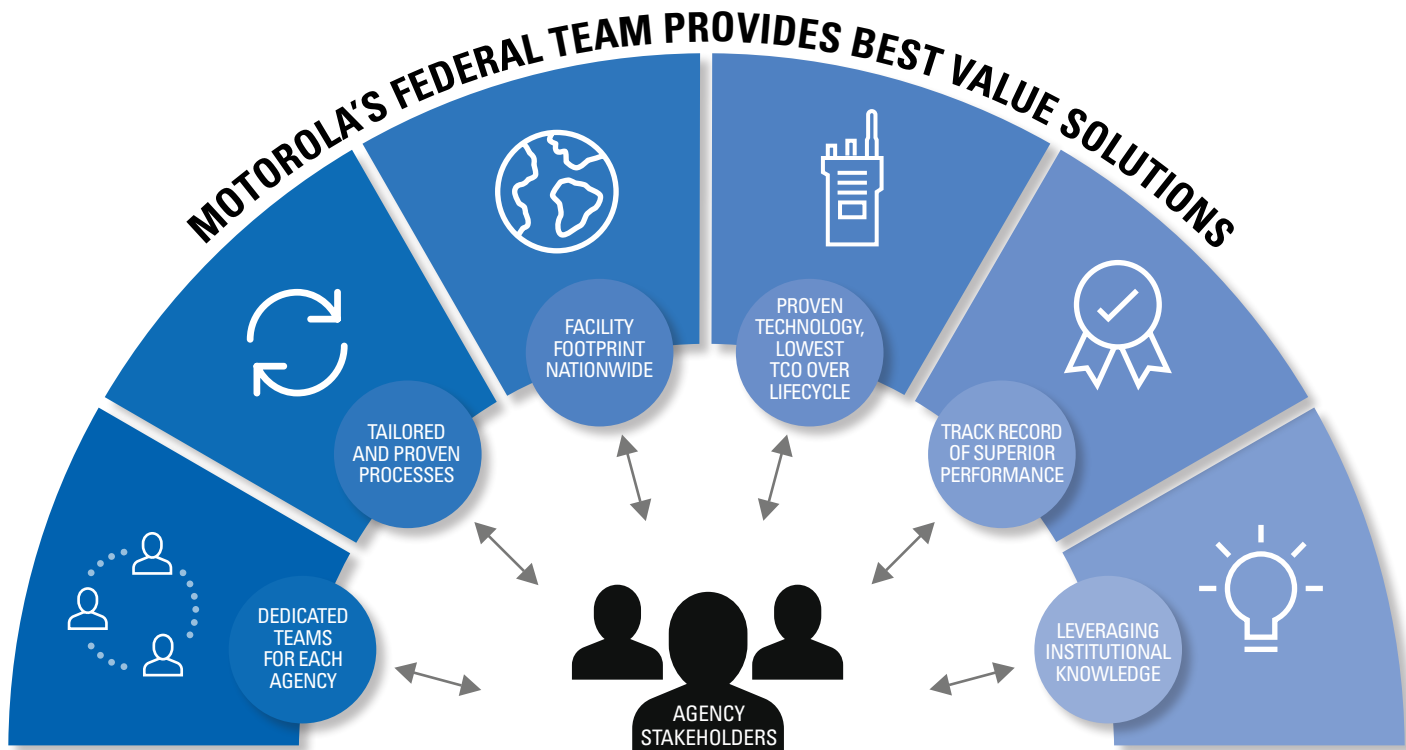 MOTOROLA'S FEDERAL TEAM PROVIDES BEST VALUE SOLUTIONS
DEDICATED
TEAMS
FOR EACH
AGENCY
TAILORED
AND PROVEN
PROCESSES
FACILITY
FOOTPRINT
NATIONWIDE
PROVEN
TECHNOLOGY,
LOWEST
TCO OVER
LIFECYCLE
TRACK RECORD
OF SUPERIOR
PERFORMANCE
LEVERAGING
INSTITUTIONAL
KNOWLEDGE
AGENCY
STAKEHOLDERS